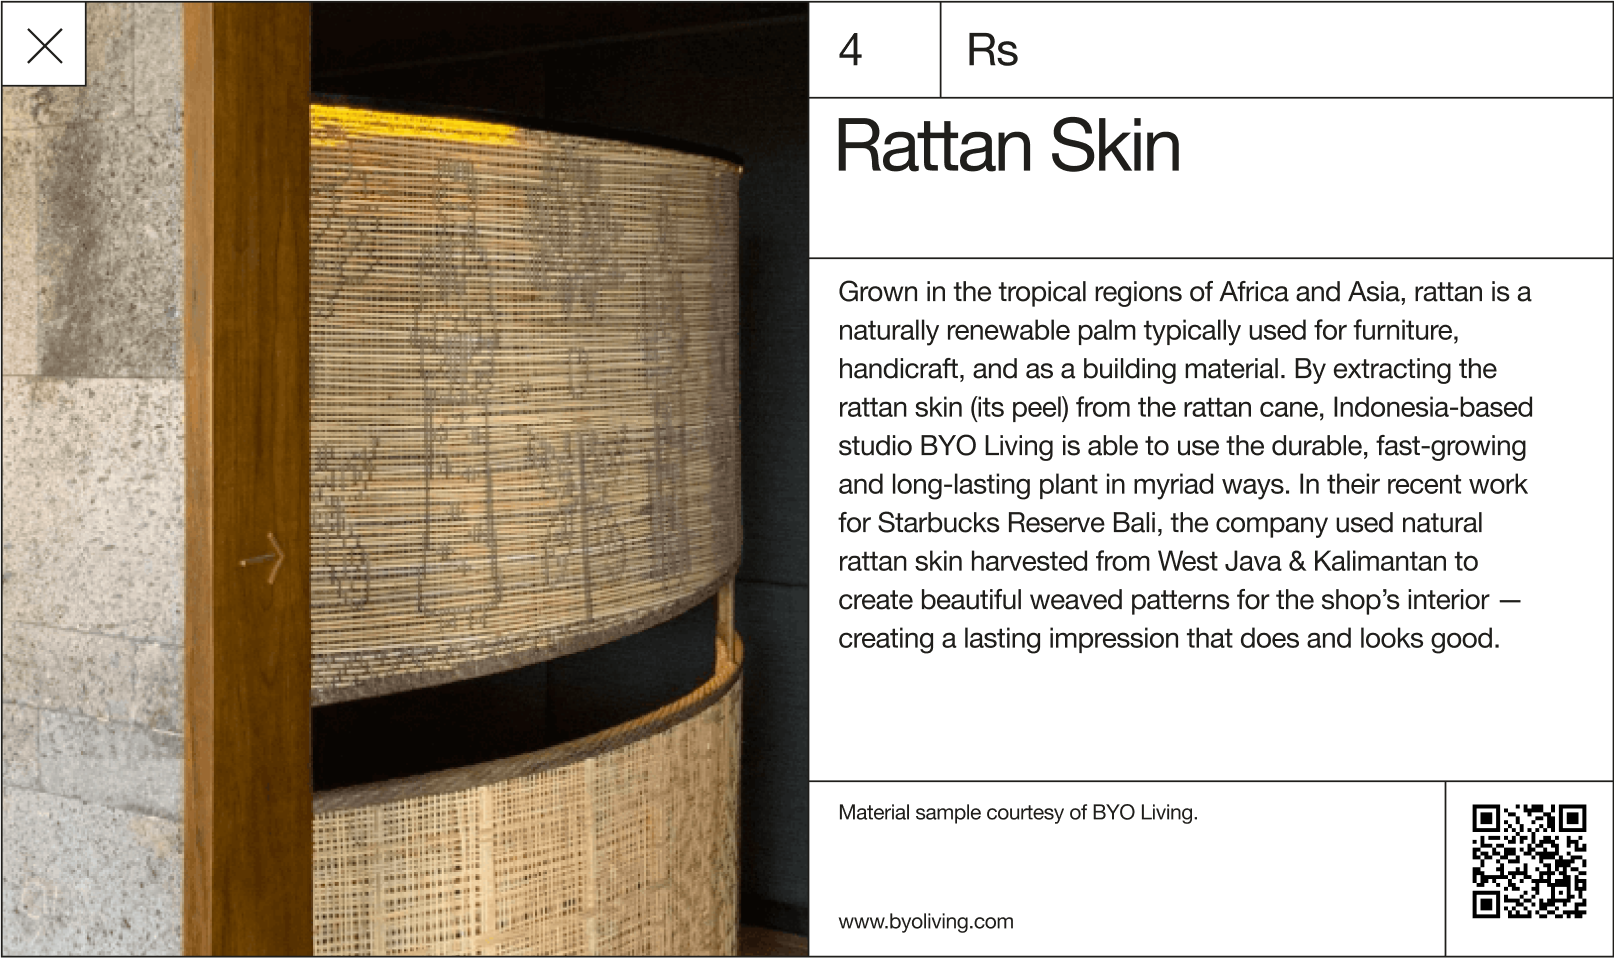 4
Rs
Rattan Skin
Grown in the tropical regions of Africa and Asia, rattan is a
naturally renewable palm typically used for furniture,
handicraft, and as a building material. By extracting the
rattan skin (its peel) from the rattan cane, Indonesia-based
studio BYO Living is able to use the durable, fast-growing
and long-lasting plant in myriad ways. In their recent work
for Starbucks Reserve Bali, the company used natural
rattan skin harvested from West Java & Kalimantan to
create beautiful weaved patterns for the shop’s interior —
creating a lasting impression that does and looks good.
Material sample courtesy of BYO Living.
www.byoliving.com